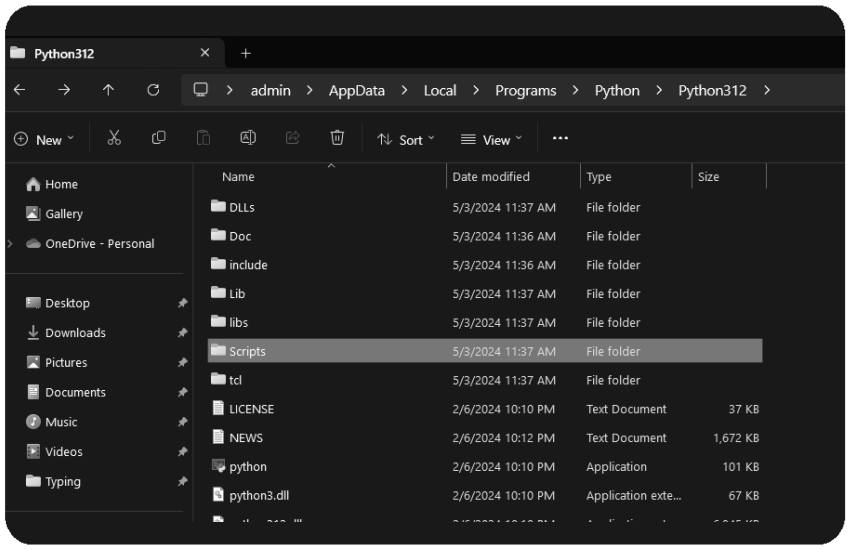 Python312
admin > AppData > Local > Programs > Python > Python312 >
New Sort View
Name Date modified Type Size
Home
Gallery
OneDrive - Personal
Desktop
Downloads
Pictures
Documents
Music
Videos
Typing
DLLs 5/3/2024 11:37 AM File folder
Doc 5/3/2024 11:36 AM File folder
include 5/3/2024 11:36 AM File folder
Lib 5/3/2024 11:37 AM File folder
libs 5/3/2024 11:37 AM File folder
Scripts 5/3/2024 11:37 AM File folder
tcl 5/3/2024 11:37 AM File folder
LICENSE 2/6/2024 10:10 PM Text Document 37 KB
NEWS 2/6/2024 10:12 PM Text Document 1,672 KB
python 2/6/2024 10:10 PM Application 101 KB
python3.dll 2/6/2024 10:10 PM Application exte... 67 KB